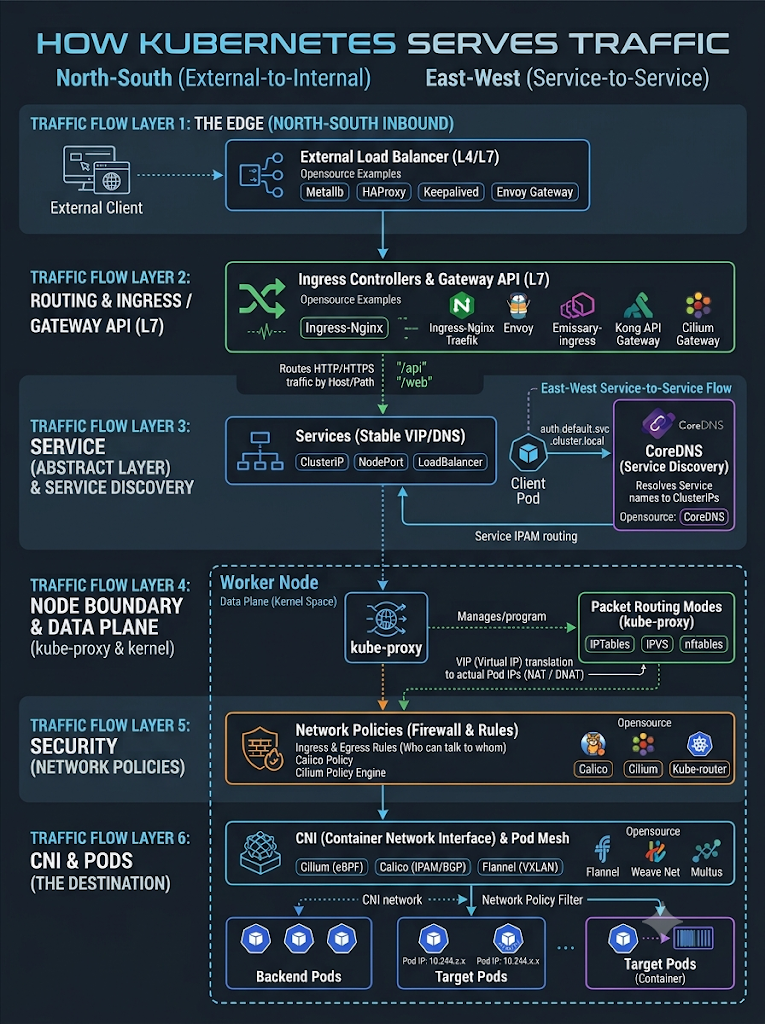 HOW KUBERNETES SERVES TRAFFIC
North-South (External-to-Internal)
East-West (Service-to-Service)
TRAFFIC FLOW LAYER 1: THE EDGE (NORTH-SOUTH INBOUND)
External Client
External Load Balancer (L4/L7)
Opensource Examples
Metallb
HAProxy
Keepalived
Envoy Gateway
TRAFFIC FLOW LAYER 2:
ROUTING & INGRESS /
GATEWAY API (L7)
Ingress Controllers & Gateway API (L7)
Opensource Examples
Ingress-Nginx
N
Ingress-Nginx
Traefik
Envoy
Emissary-
ingress
Kong API
Gateway
Cilium
Gateway
Routes HTTP/HTTPS
traffic by Host/Path
"/api"
"/web"
TRAFFIC FLOW LAYER 3:
SERVICE
(ABSTRACT LAYER)
& SERVICE DISCOVERY
Services (Stable VIP/DNS)
ClusterIP
NodePort
LoadBalancer
East-West Service-to-Service Flow
Client
Pod
auth.default.svc
.cluster.local
CoreDNS
CoreDNS
(Service Discovery)
Resolves Service
names to ClusterIPs
Opensource: CoreDNS
Service IPAM routing
TRAFFIC FLOW LAYER 4:
NODE BOUNDARY
& DATA PLANE
(kube-proxy & kernel)
Worker Node
Data Plane (Kernel Space)
kube-proxy
Manages/program
Packet Routing Modes
(kube-proxy)
IPTables
IPVS
nftables
VIP (Virtual IP) translation
to actual Pod IPs (NAT / DNAT)
TRAFFIC FLOW LAYER 5:
SECURITY
(NETWORK POLICIES)
Network Policies (Firewall & Rules)
Ingress & Egress Rules (Who can talk to whom)
Caiico Policy
Cilium Policy Engine
Opensource
Calico
Cilium
Kube-router
TRAFFIC FLOW LAYER 6:
CNI & PODS
(THE DESTINATION)
CNI (Container Network Interface) & Pod Mesh
Cillum (eBPF)
Calico (IPAM/BGP)
Flannel (VXLAN)
Opensource
Flannel
Weave Net
Multus
CNI network
Network Policy Filter
Backend Pods
Pod IP: 10.244.z.x
Pod IP: 10.244.x.x
Target Pods
...
Target Pods
(Container)